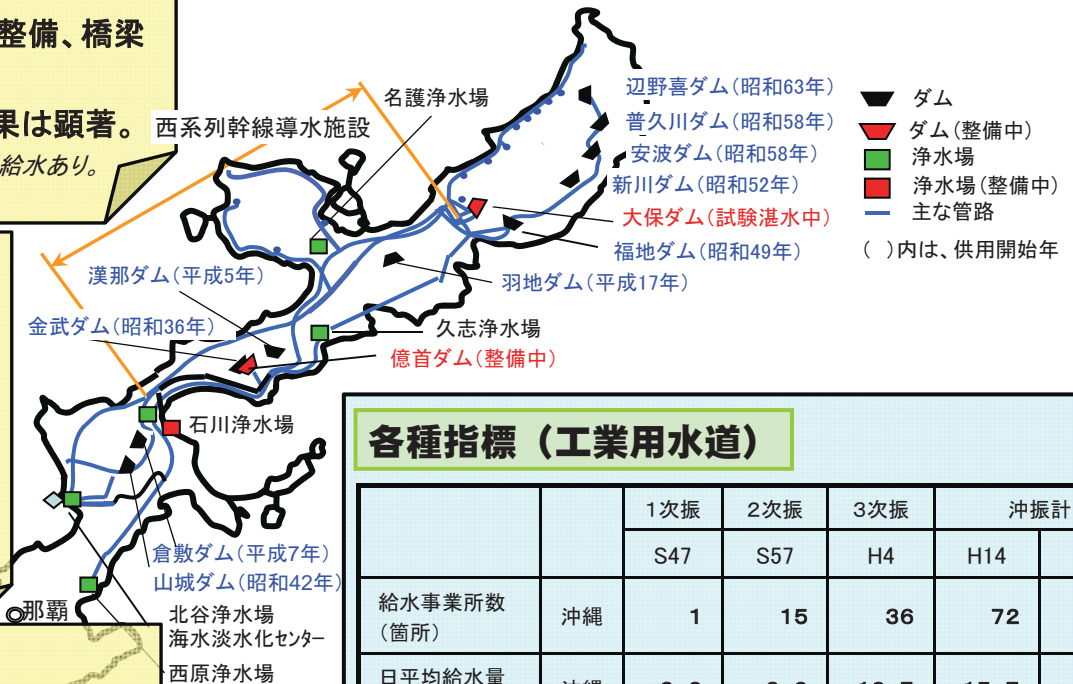 整備、橋梁
果は顕著。
給水あり。
西系列幹線導水施設
名護浄水場
辺野喜ダム(昭和63年)
普久川ダム(昭和58年)
安波ダム(昭和58年)
新川ダム(昭和52年)
大保ダム(試験湛水中)
福地ダム(昭和49年)
羽地ダム(平成17年)
ダム
ダム(整備中)
浄水場
浄水場(整備中)
主な管路
( )内は、供用開始年
漢那ダム(平成5年)
金武ダム(昭和36年)
久志浄水場
億首ダム(整備中)
石川浄水場
倉敷ダム(平成7年)
山城ダム(昭和42年)
那覇
北谷浄水場
海水淡水化センター
西原浄水場
各種指標(工業用水道)
1次振 2次振 3次振 沖振計
S47 S57 H4 H14
給水事業所数
(箇所) 沖縄 1 15 36 72
日平均給水量